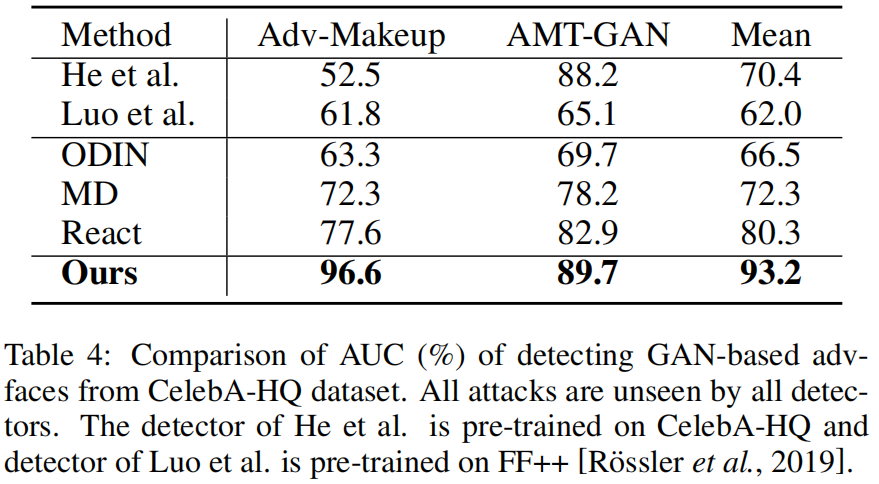 Method Adv-Makeup AMT-GAN Mean
He et al. 52.5 88.2 70.4
Luo et al. 61.8 65.1 62.0
ODIN 63.3 69.7 66.5
MD 72.3 78.2 72.3
React 77.6 82.9 80.3
Ours 96.6 89.7 93.2
Table 4: Comparison of AUC (%) of detecting GAN-based adv-
faces from CelebA-HQ dataset. All attacks are unseen by all detec-
tors. The detector of He et al. is pre-trained on CelebA-HQ and
detector of Luo et al. is pre-trained on FF++ [Rössler et al., 2019].